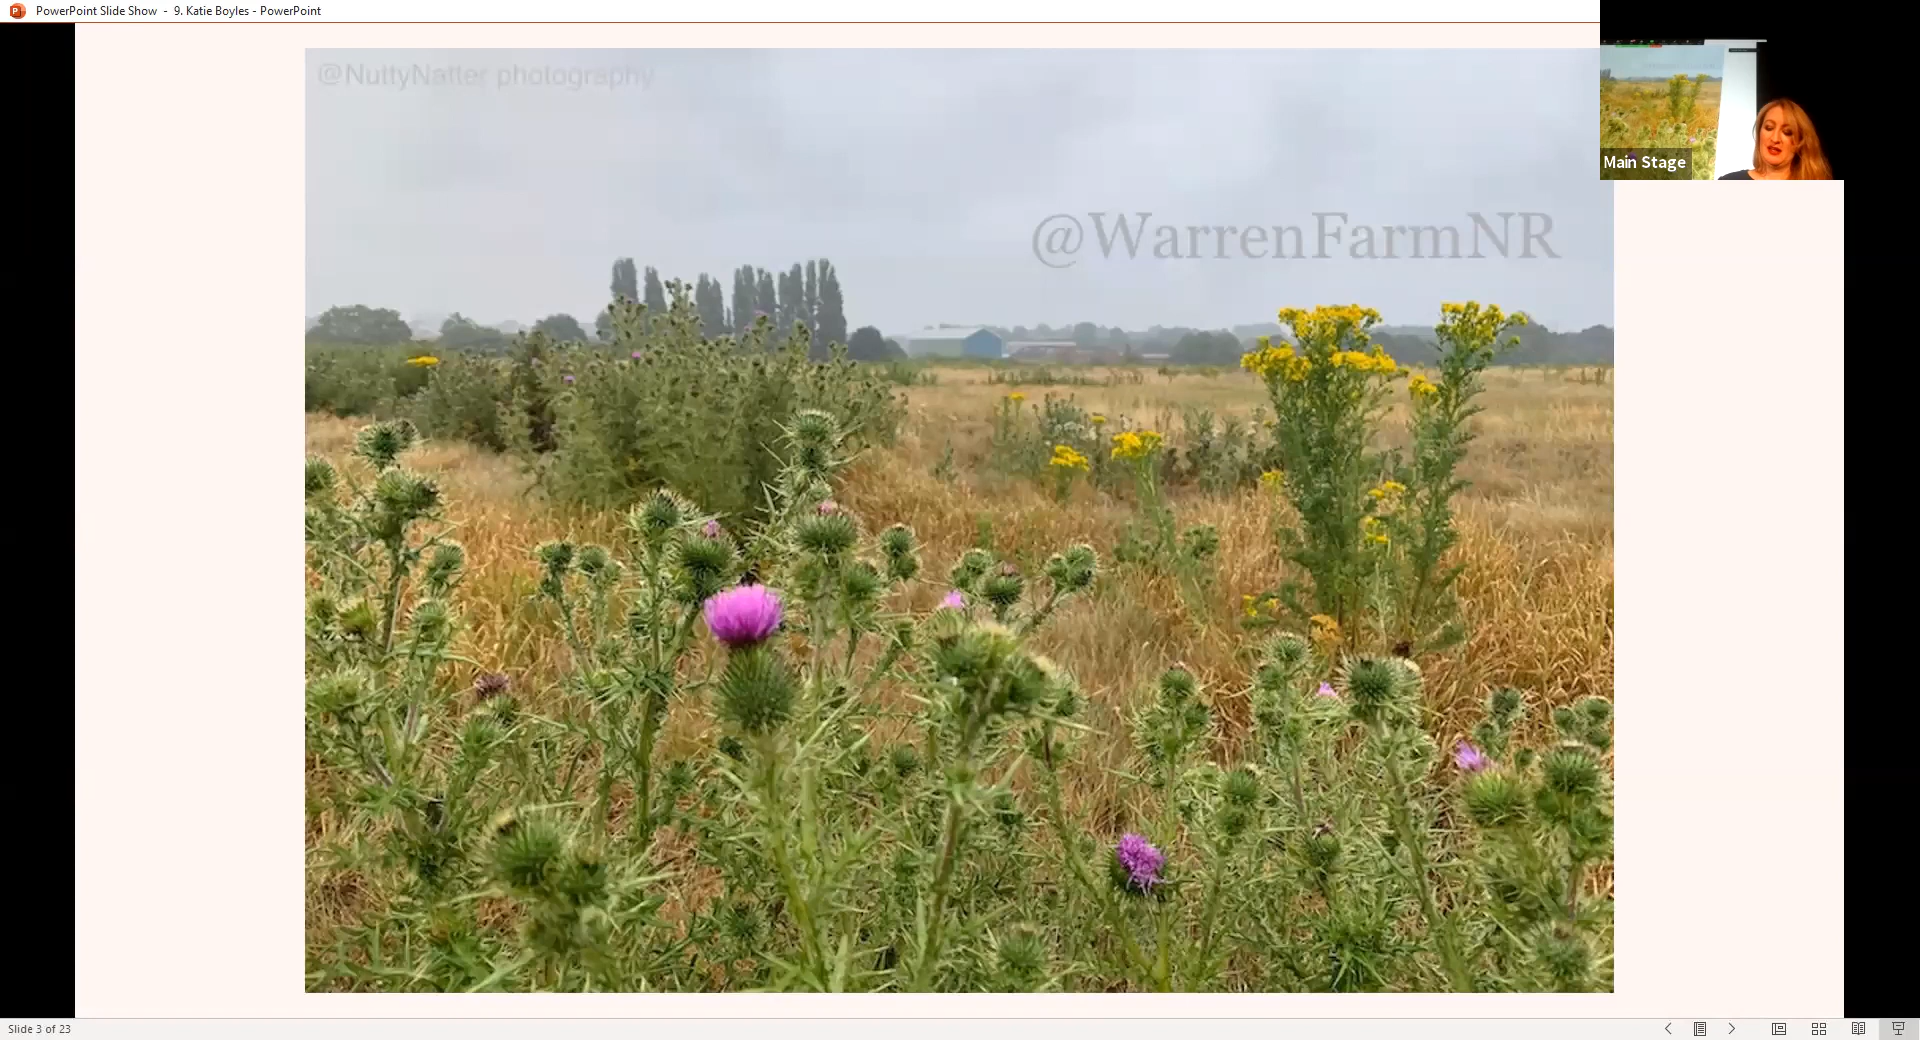 PowerPoint Slide Show - 9. Katie Boyles - PowerPoint
@NuttyNatter photography
Main Stage
@WarrenFarmNR
Slide 3 of 23